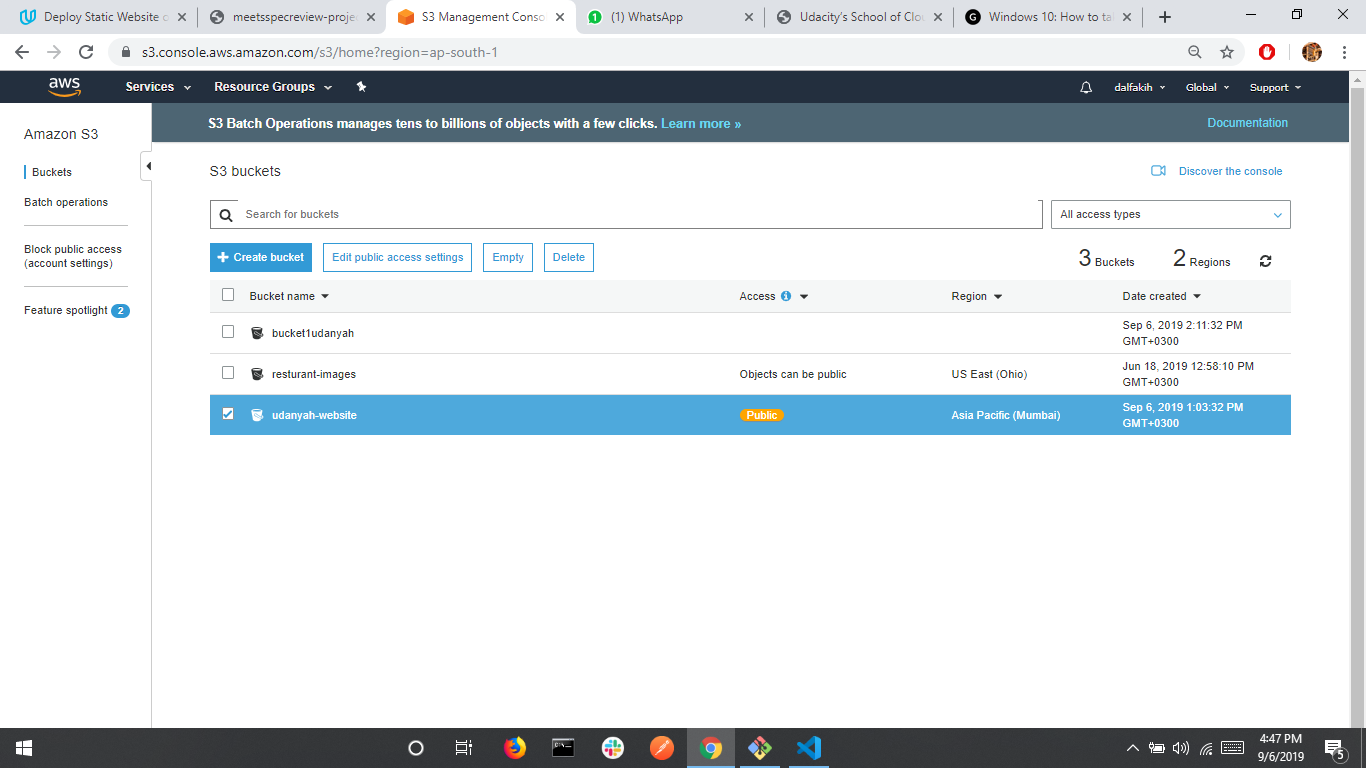 Deploy Static Website o
meetsspecreview-proje
S3 Management Conso
1 (1) WhatsApp
Udacity's School of Clou
G Windows 10: How to tak
s3.console.aws.amazon.com/s3/home?region=ap-south-1
aws Services Resource Groups dalfakih Global Support
Amazon S3
Buckets
Batch operations
Block public access
(account settings)
Feature spotlight 2
S3 Batch Operations manages tens to billions of objects with a few clicks. Learn more » Documentation
S3 buckets Discover the console
Search for buckets All access types
Create bucket Edit public access settings Empty Delete 3 Buckets 2 Regions
Bucket name Access Region Date created
bucket1udanyah Sep 6, 2019 2:11:32 PM
GMT+0300
resturant-images Objects can be public US East (Ohio) Jun 18, 2019 12:58:10 PM
GMT+0300
udanyah-website Public Asia Pacific (Mumbai) Sep 6, 2019 1:03:32 PM
GMT+0300
4:47 PM
9/6/2019
5